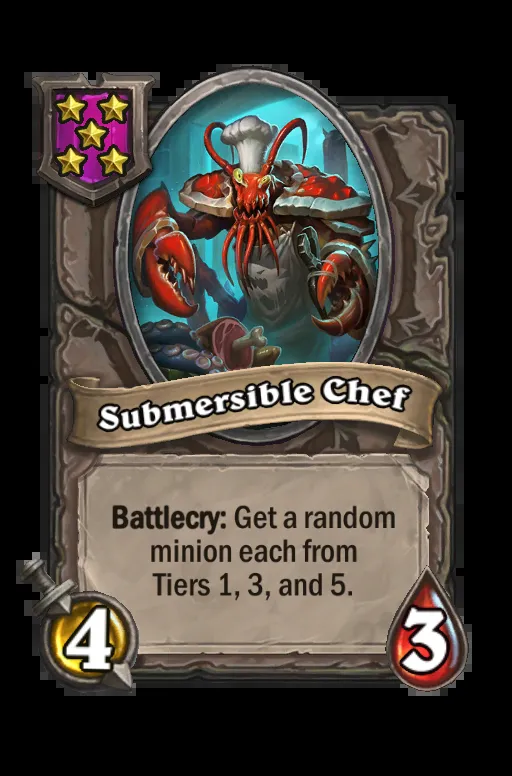 Submersible Chef
Battlecry: Get a random
minion each from
Tiers 1, 3, and 5.
4
3